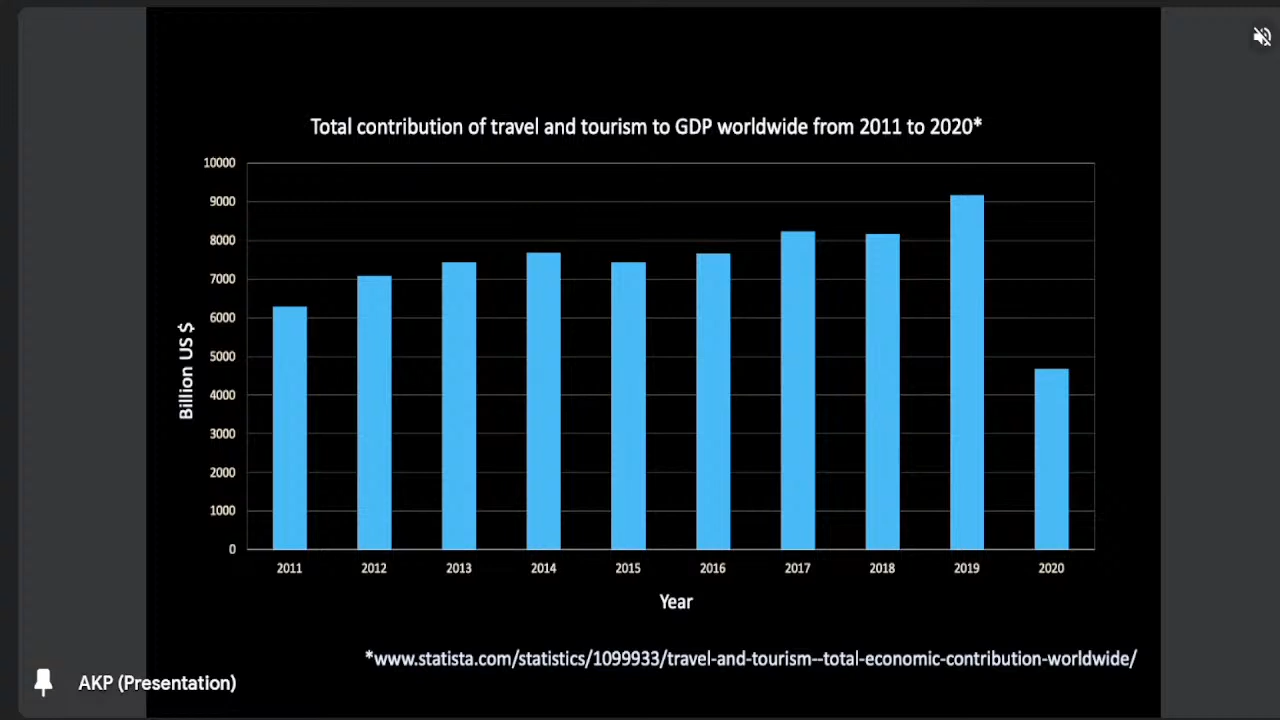 Total contribution of travel and tourism to GDP worldwide from 2011 to 2020*
10000
9000
8000
7000
6000
5000
4000
3000
2000
1000
0
Billion US $
2011 2012 2013 2014 2015 2016 2017 2018 2019 2020
Year
*www.statista.com/statistics/1099933/travel-and-tourism--total-economic-contribution-worldwide/
AKP (Presentation)